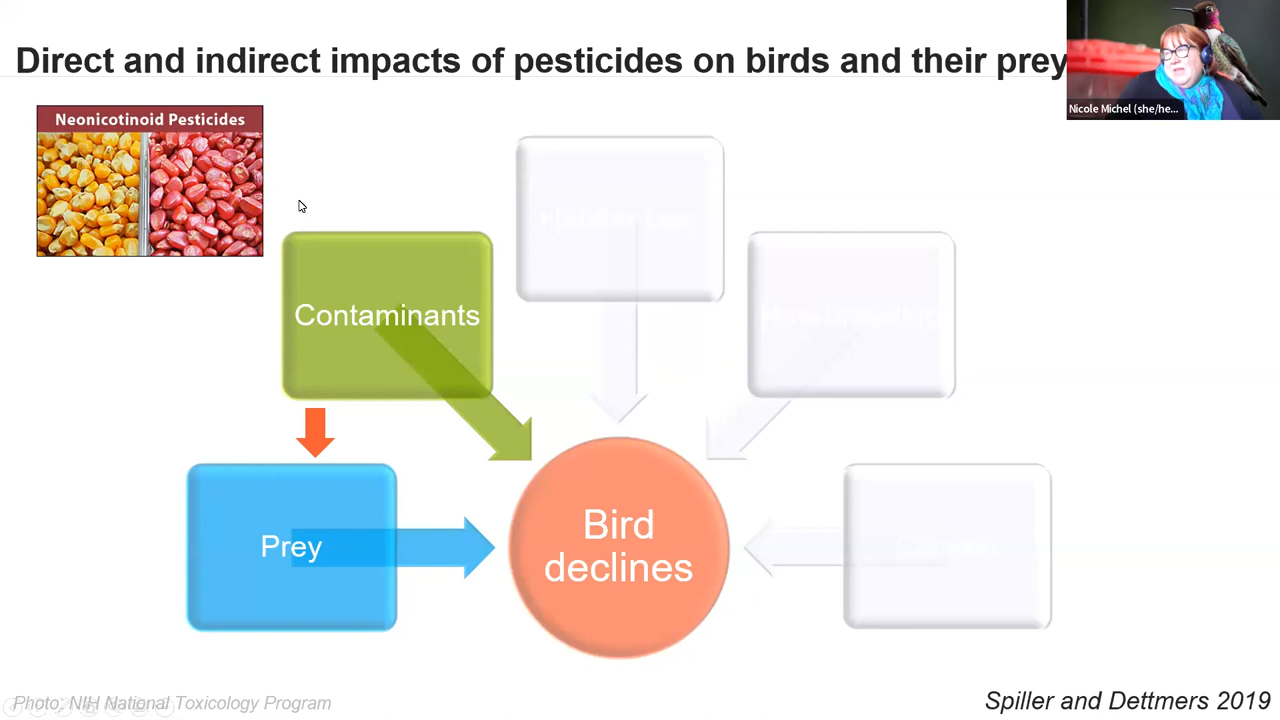 Direct and indirect impacts of pesticides on birds and their prey
Nicole Michel (she/he...
Neonicotinoid Pesticides
Contaminants
Prey
Bird
declines
Photo: NIH National Toxicology Program
Spiller and Dettmers 2019